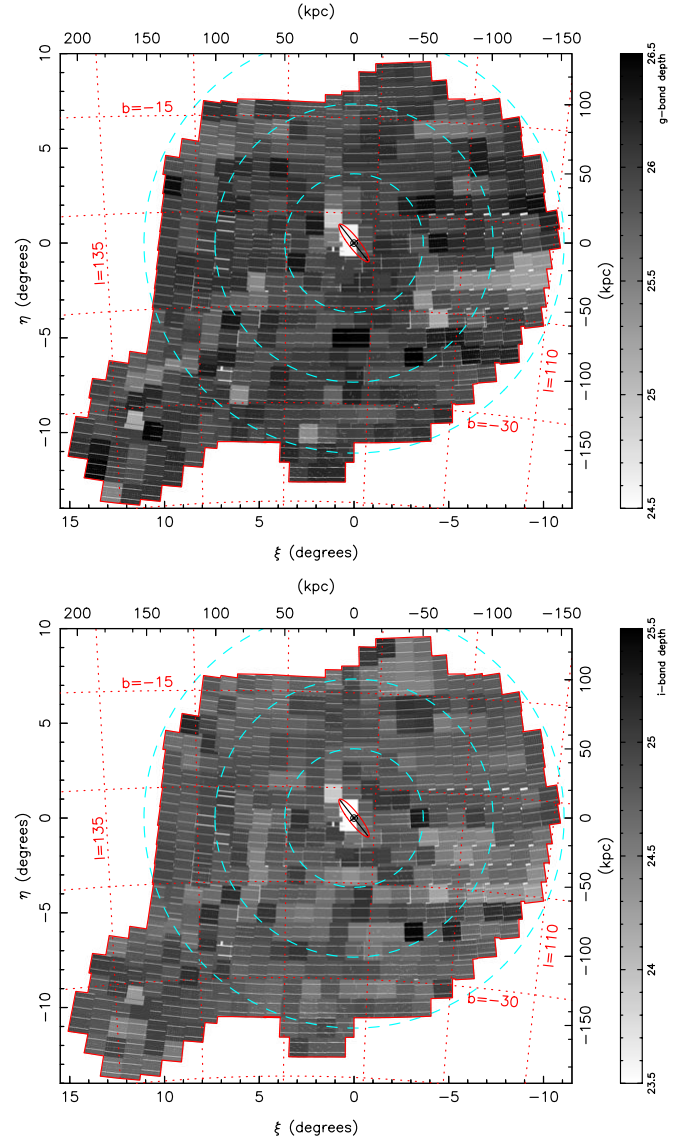 (kpc)
200 150 100 50 0 −50 −100 −150
10 5 0 −5 −10
η (degrees)
b=−15
l=135
l=110
b=−30
100 50 0 −50 −100 −150
(kpc)
15 10 5 0 −5 −10
ξ (degrees)
26.5 26 25.5 25 24.5
g-band depth
(kpc)
200 150 100 50 0 −50 −100 −150
10 5 0 −5 −10
η (degrees)
b=−15
l=135
l=110
b=−30
100 50 0 −50 −100 −150
(kpc)
15 10 5 0 −5 −10
ξ (degrees)
25.5 25 24.5 24 23.5
i-band depth